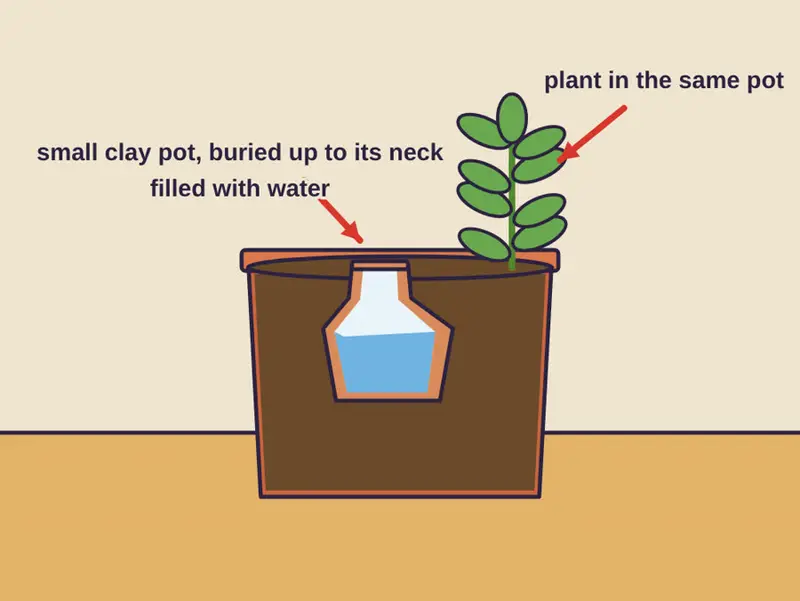 plant in the same pot
small clay pot, buried up to its neck
filled with water